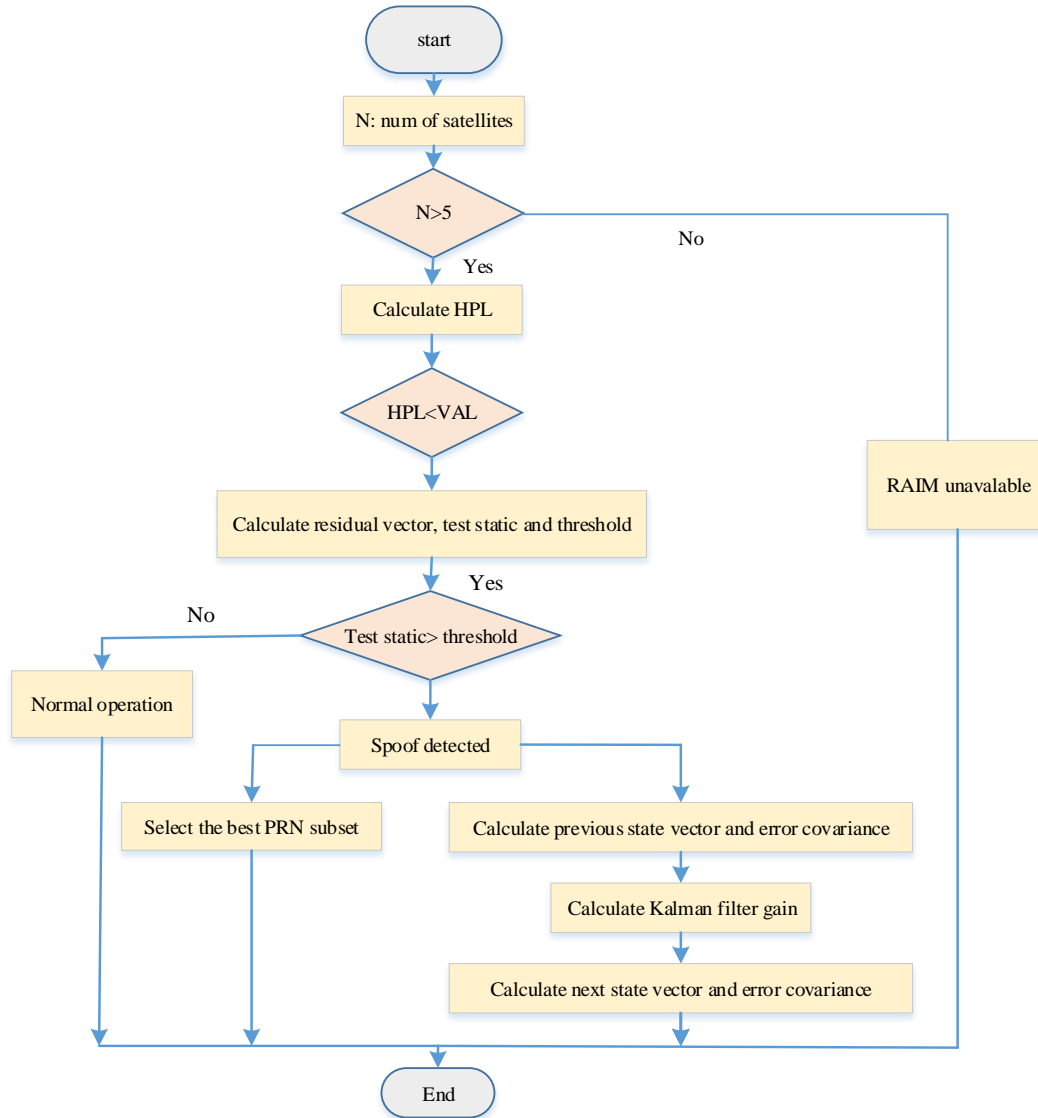 start
N: num of satellites
N>5
No
Yes
Calculate HPL
HPL<VAL
RAIM unavalable
Calculate residual vector, test static and threshold
Yes
No
Test static> threshold
Normal operation
Spoof detected
Select the best PRN subset
Calculate previous state vector and error covariance
Calculate Kalman filter gain
Calculate next state vector and error covariance
End